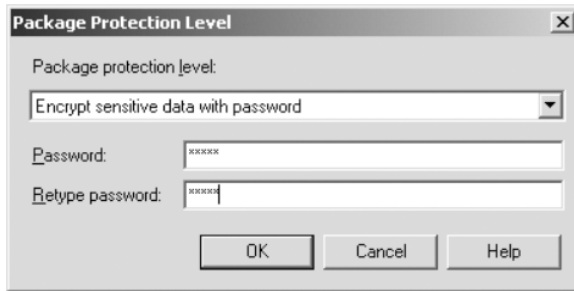 Package Protection Level
Package protection level:
Encrypt sensitive data with password
Password: *****
Retype password: *****
OK Cancel Help